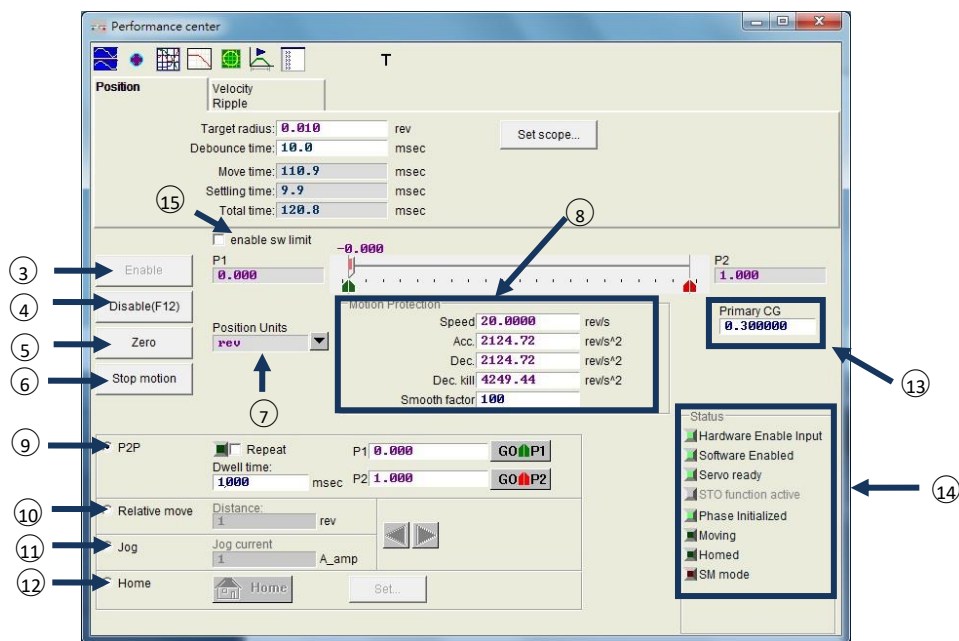 Performance center
T
Position
Velocity
Ripple
Target radius: 0.010 rev
Set scope...
Debounce time: 10.0 msec
Move time: 110.9 msec
Settling time: 9.9 msec
Total time: 120.8 msec
15
8
enable sw limit
-0.000
3
Enable
P1
0.000
P2
1.000
4
Disable(F12)
Motion Protection
Speed 20.0000 rev/s
Acc. 2124.72 rev/s^2
Dec. 2124.72 rev/s^2
Dec. kill 4249.44 rev/s^2
Smooth factor 100
Primary CG
0.300000
5
Zero
Position Units
rev
6
Stop motion
7
13
9
P2P
Repeat
P1 0.000 GO P1
Dwell time:
1000 msec
P2 1.000 GO P2
10
Relative move
Distance:
1 rev
11
Jog
Jog current
1 A_amp
12
Home
Home
Set...
Status
Hardware Enable Input
Software Enabled
Servo ready
STO function active
Phase Initialized
Moving
Homed
SM mode
14